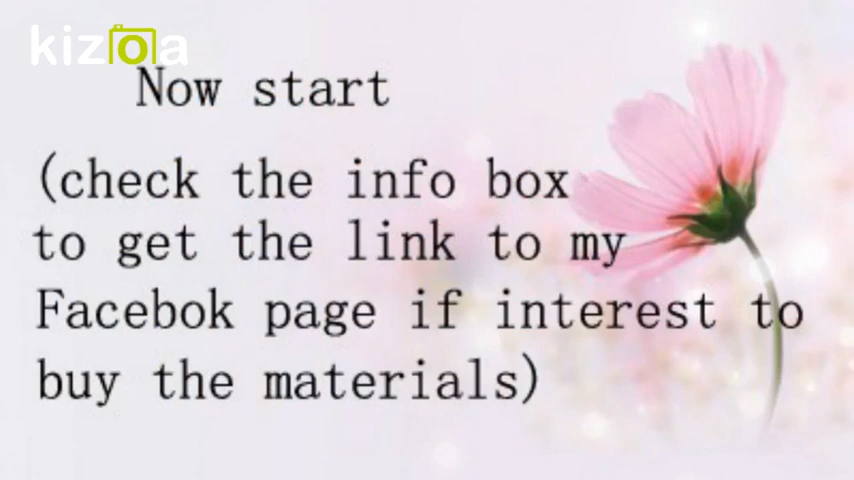 kizoa
Now start
(check the info box
to get the link to my
Facebok page if interest to
buy the materials)